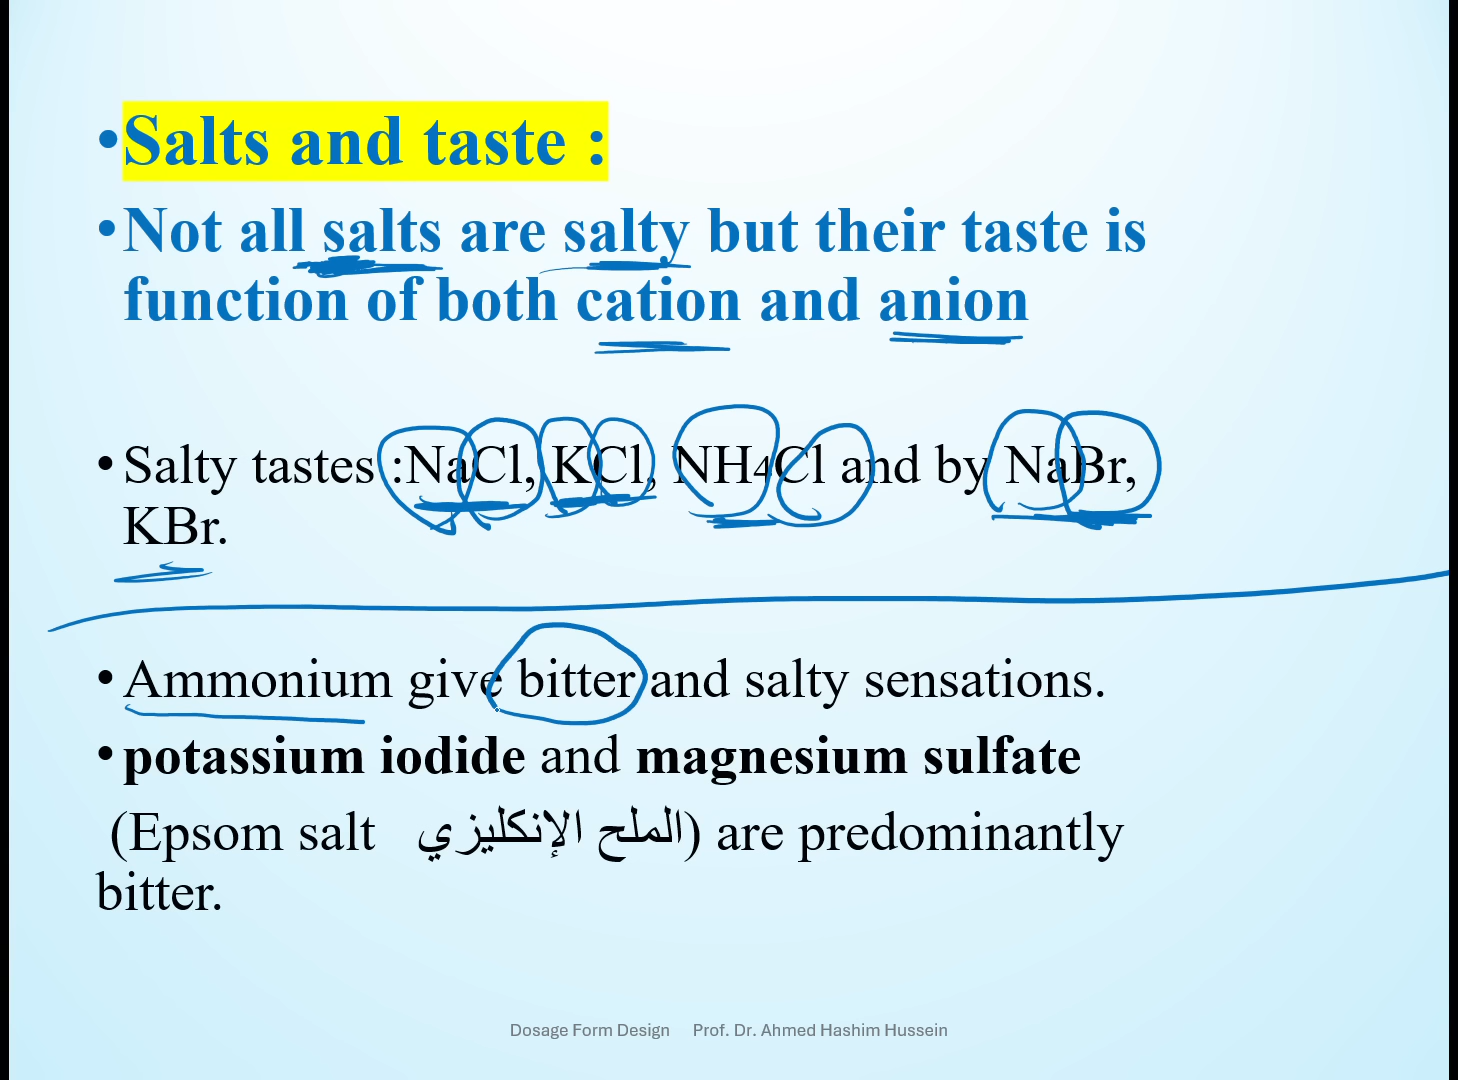 •Salts and taste :
•Not all salts are salty but their taste is
function of both cation and anion
•Salty tastes :NaCl, KCl, NH4Cl and by NaBr,
KBr.
•Ammonium give bitter and salty sensations.
•potassium iodide and magnesium sulfate
(Epsom salt الملح الإنكليزي) are predominantly
bitter.
Dosage Form Design Prof. Dr. Ahmed Hashim Hussein